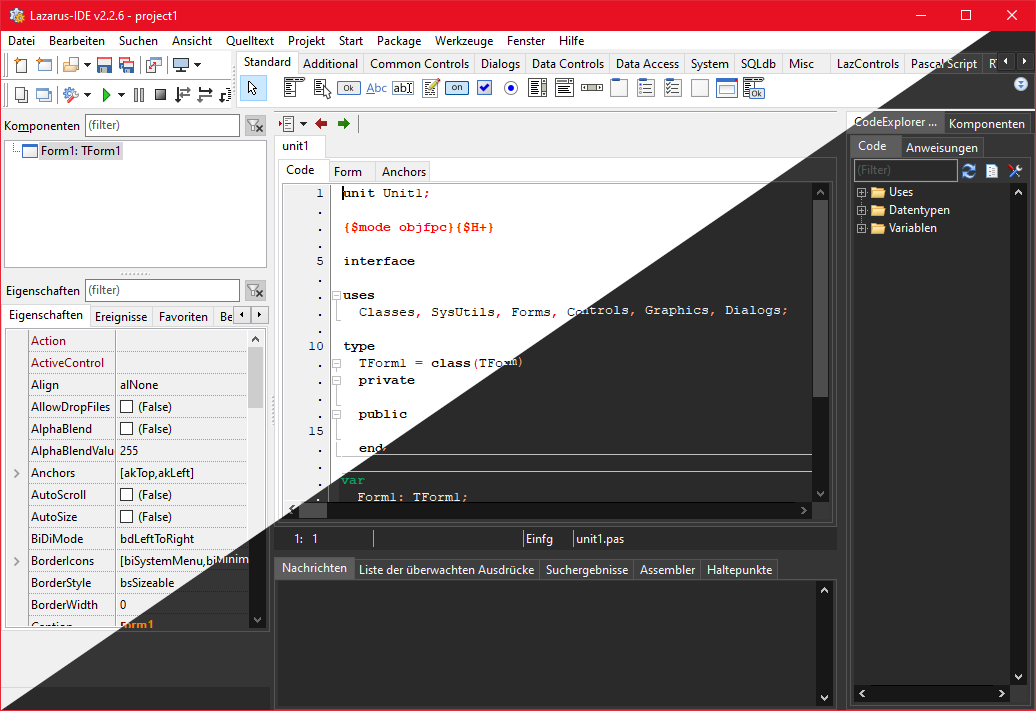 Lazarus-IDE v2.2.6 - project1
Datei Bearbeiten Suchen Ansicht Quelltext Projekt Start Package Werkzeuge Fenster Hilfe
Standard Additional Common Controls Dialogs Data Controls Data Access System SQLdb Misc LazControls Pascal Script
Ok Abc abI on Ok
Komponenten (filter)
Form1: TForm1
Eigenschaften (filter)
Eigenschaften Ereignisse Favoriten Be
Action
ActiveControl
Align alNone
AllowDropFiles (False)
AlphaBlend (False)
AlphaBlendValu 255
Anchors [akTop,akLeft]
AutoScroll (False)
AutoSize (False)
BiDiMode bdLeftToRight
BorderIcons [biSystemMenu,biMinim
BorderStyle bsSizeable
BorderWidth 0
Caption Form1
unit1
Code Form Anchors
1 unit Unit1;
{$mode objfpc}{$H+}
5 interface
uses
Classes, SysUtils, Forms, Controls, Graphics, Dialogs;
10 type
TForm1 = class(TForm)
private
public
15
end;
var
Form1: TForm1;
1: 1 Einfg unit1.pas
Nachrichten Liste der überwachten Ausdrücke Suchergebnisse Assembler Haltepunkte
CodeExplorer ... Komponenten
Code Anweisungen
(Filter)
Uses
Datentypen
Variablen